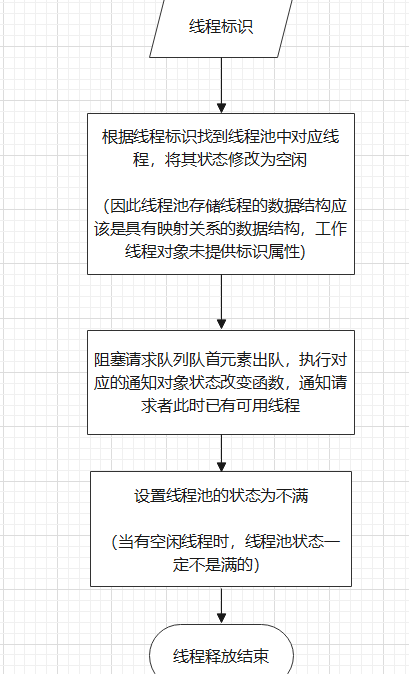 线程标识
根据线程标识找到线程池中对应线
程，将其状态修改为空闲
（因此线程池存储线程的数据结构应
该是具有映射关系的数据结构，工作
线程对象未提供标识属性）
阻塞请求队列队首元素出队，执行对
应的通知对象状态改变函数，通知请
求者此时已有可用线程
设置线程池的状态为不满
（当有空闲线程时，线程池状态一
定不是满的）
线程释放结束